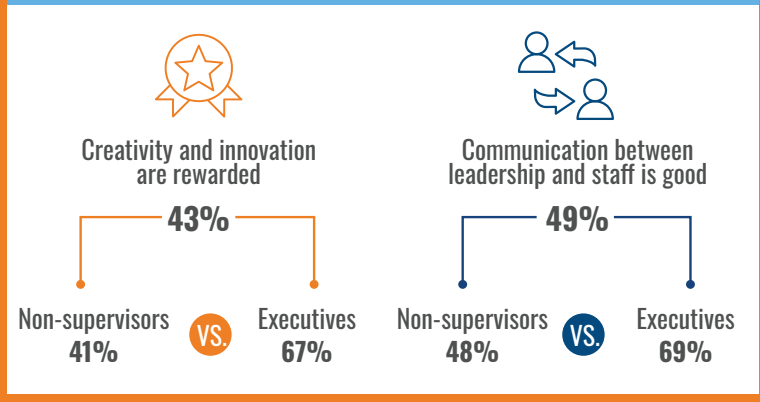 Creativity and innovation
are rewarded
43%
Non-supervisors
41%
VS.
Executives
67%
Communication between
leadership and staff is good
49%
Non-supervisors
48%
VS.
Executives
69%